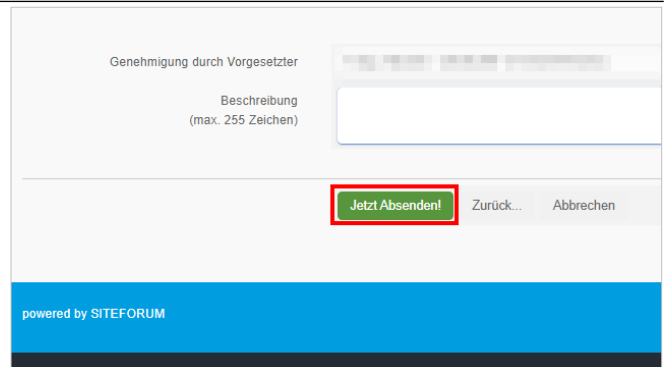 Genehmigung durch Vorgesetzter
Beschreibung
(max. 255 Zeichen)
Jetzt Absenden! Zurück... Abbrechen
powered by SITEFORUM